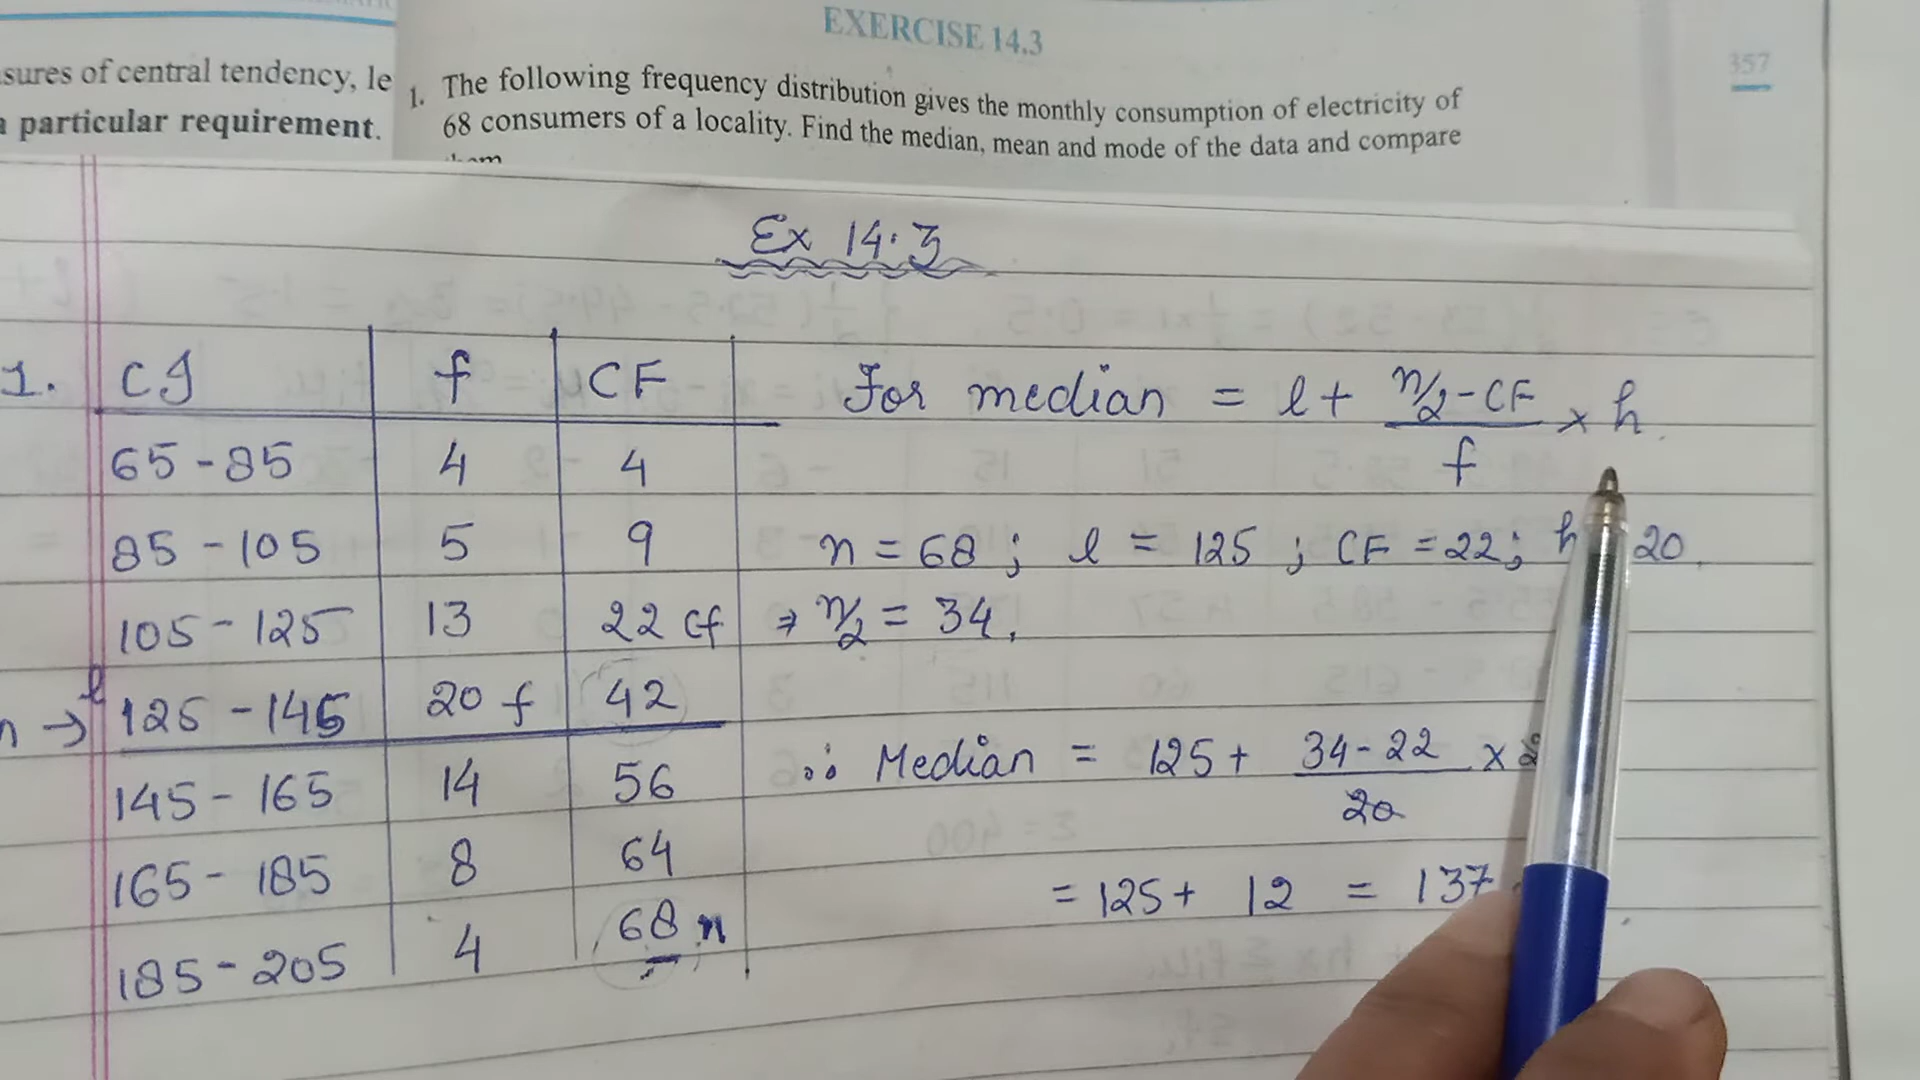 EXERCISE 14.3
357
sures of central tendency, le
particular requirement.
1. The following frequency distribution gives the monthly consumption of electricity of
68 consumers of a locality. Find the median, mean and mode of the data and compare
Ex 14.3
1. CI f CF
65-85 4 4
85-105 5 9
105-125 13 22 cf
l
n → 125-145 20 f 42
145-165 14 56
165-185 8 64
185-205 4 68 n
For median = l + n/2 - CF / f × h
n = 68 ; l = 125 ; CF = 22; h 20
⇒ n/2 = 34.
∴ Median = 125 + 34-22 / 20 ×
= 125 + 12 = 137